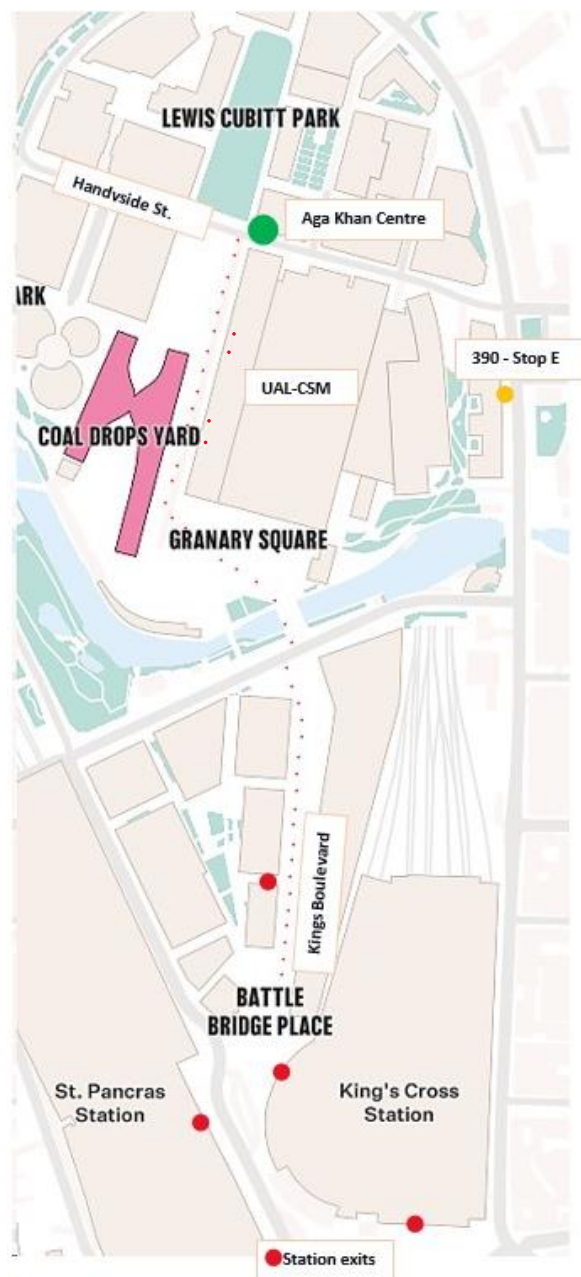 LEWIS CUBITT PARK
Handyside St.
Aga Khan Centre
ARK
390 - Stop E
UAL-CSM
COAL DROPS YARD
GRANARY SQUARE
Kings Boulevard
BATTLE
BRIDGE PLACE
St. Pancras
Station
King's Cross
Station
Station exits